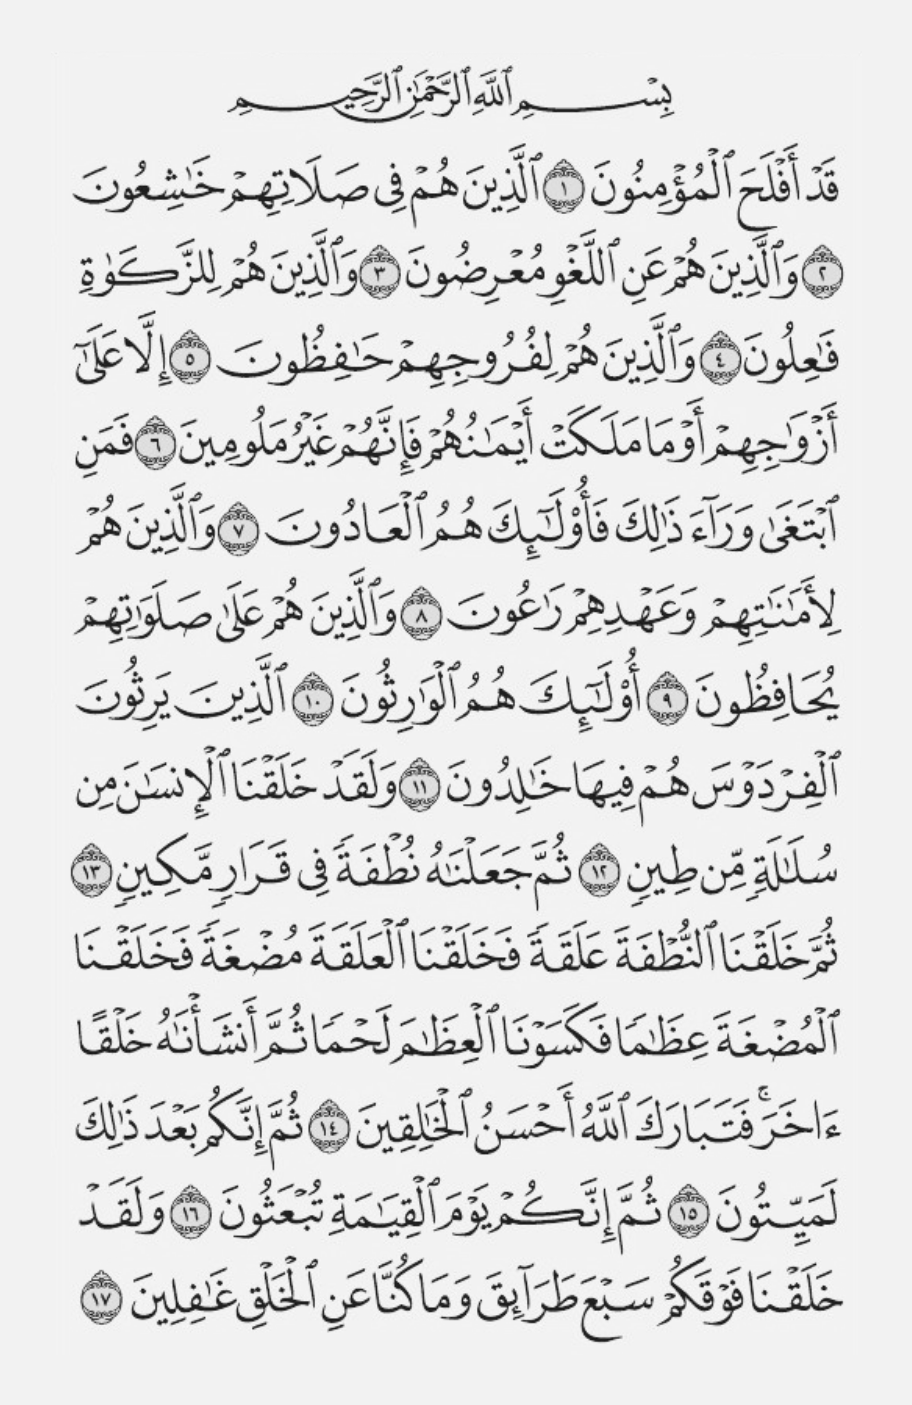 بِسْمِ ٱللَّهِ ٱلرَّحْمَٰنِ ٱلرَّحِيمِ
قَدْ أَفْلَحَ ٱلْمُؤْمِنُونَ ١ ٱلَّذِينَ هُمْ فِى صَلَاتِهِمْ خَٰشِعُونَ
٢ وَٱلَّذِينَ هُمْ عَنِ ٱللَّغْوِ مُعْرِضُونَ ٣ وَٱلَّذِينَ هُمْ لِلزَّكَوٰةِ
فَٰعِلُونَ ٤ وَٱلَّذِينَ هُمْ لِفُرُوجِهِمْ حَٰفِظُونَ ٥ إِلَّا عَلَىٰٓ
أَزْوَٰجِهِمْ أَوْ مَا مَلَكَتْ أَيْمَٰنُهُمْ فَإِنَّهُمْ غَيْرُ مَلُومِينَ ٦ فَمَنِ
ٱبْتَغَىٰ وَرَآءَ ذَٰلِكَ فَأُو۟لَٰٓئِكَ هُمُ ٱلْعَادُونَ ٧ وَٱلَّذِينَ هُمْ
لِأَمَٰنَٰتِهِمْ وَعَهْدِهِمْ رَٰعُونَ ٨ وَٱلَّذِينَ هُمْ عَلَىٰ صَلَوَٰتِهِمْ
يُحَافِظُونَ ٩ أُو۟لَٰٓئِكَ هُمُ ٱلْوَٰرِثُونَ ١٠ ٱلَّذِينَ يَرِثُونَ
ٱلْفِرْدَوْسَ هُمْ فِيهَا خَٰلِدُونَ ١١ وَلَقَدْ خَلَقْنَا ٱلْإِنسَٰنَ مِن
سُلَٰلَةٍ مِّن طِينٍ ١٢ ثُمَّ جَعَلْنَٰهُ نُطْفَةً فِى قَرَارٍ مَّكِينٍ ١٣
ثُمَّ خَلَقْنَا ٱلنُّطْفَةَ عَلَقَةً فَخَلَقْنَا ٱلْعَلَقَةَ مُضْغَةً فَخَلَقْنَا
ٱلْمُضْغَةَ عِظَٰمًا فَكَسَوْنَا ٱلْعِظَٰمَ لَحْمًا ثُمَّ أَنشَأْنَٰهُ خَلْقًا
ءَاخَرَۚ فَتَبَارَكَ ٱللَّهُ أَحْسَنُ ٱلْخَٰلِقِينَ ١٤ ثُمَّ إِنَّكُم بَعْدَ ذَٰلِكَ
لَمَيِّتُونَ ١٥ ثُمَّ إِنَّكُمْ يَوْمَ ٱلْقِيَٰمَةِ تُبْعَثُونَ ١٦ وَلَقَدْ
خَلَقْنَا فَوْقَكُمْ سَبْعَ طَرَآئِقَ وَمَا كُنَّا عَنِ ٱلْخَلْقِ غَٰفِلِينَ ١٧